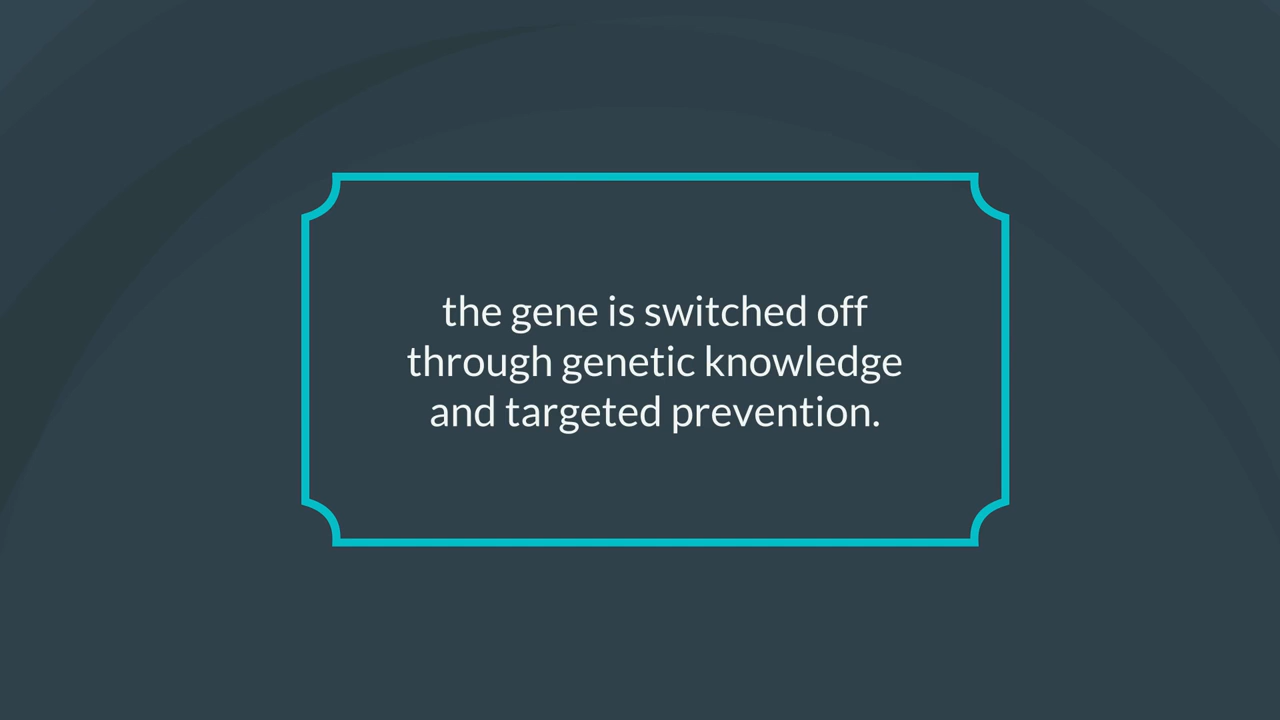 the gene is switched off
through genetic knowledge
and targeted prevention.